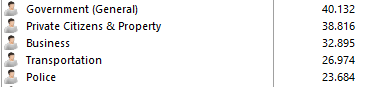 Government (General) 40.132
Private Citizens & Property 38.816
Business 32.895
Transportation 26.974
Police 23.684